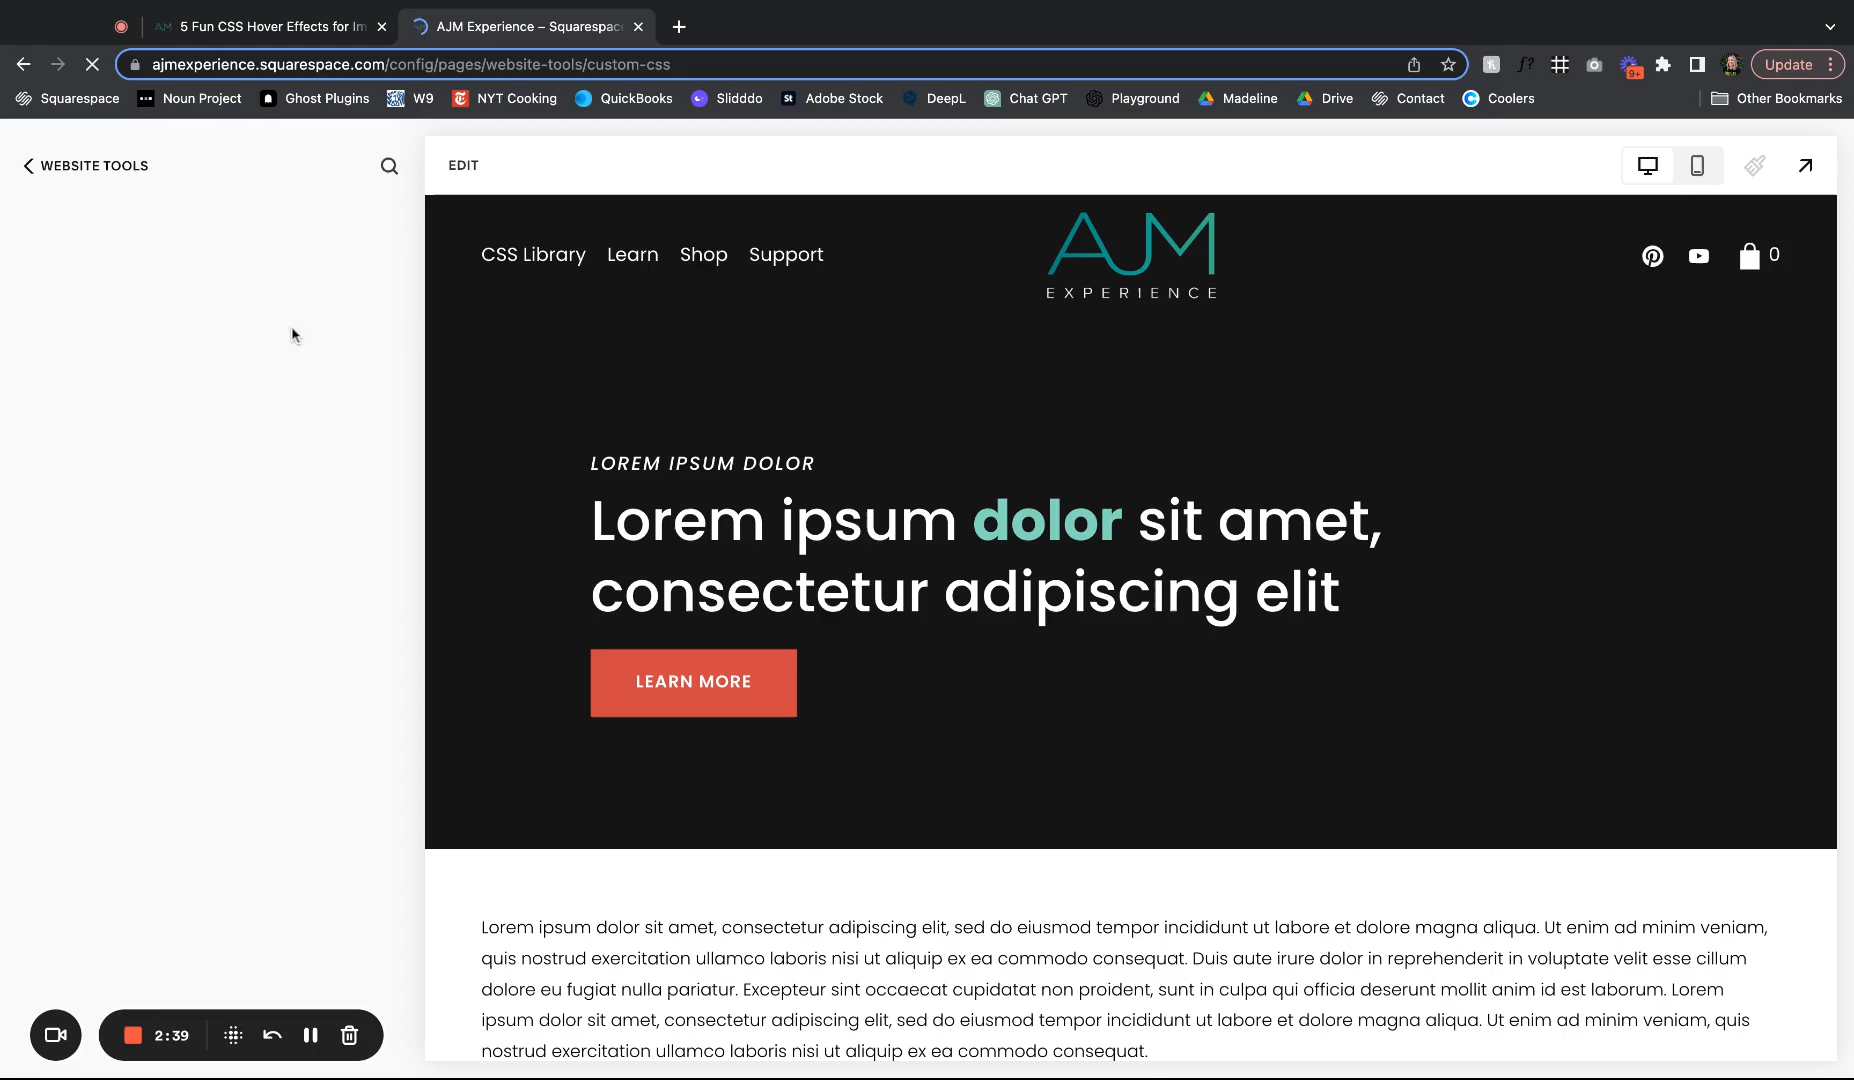 5 Fun CSS Hover Effects for Im
AJM Experience – Squarespac
ajmexperience.squarespace.com/config/pages/website-tools/custom-css
9+
Update
Squarespace
Noun Project
Ghost Plugins
W9
NYT Cooking
QuickBooks
Slidddo
St
Adobe Stock
DeepL
Chat GPT
Playground
Madeline
Drive
Contact
Coolers
Other Bookmarks
WEBSITE TOOLS
EDIT
CSS Library
Learn
Shop
Support
AJM
EXPERIENCE
0
LOREM IPSUM DOLOR
Lorem ipsum dolor sit amet,
consectetur adipiscing elit
LEARN MORE
Lorem ipsum dolor sit amet, consectetur adipiscing elit, sed do eiusmod tempor incididunt ut labore et dolore magna aliqua. Ut enim ad minim veniam,
quis nostrud exercitation ullamco laboris nisi ut aliquip ex ea commodo consequat. Duis aute irure dolor in reprehenderit in voluptate velit esse cillum
dolore eu fugiat nulla pariatur. Excepteur sint occaecat cupidatat non proident, sunt in culpa qui officia deserunt mollit anim id est laborum. Lorem
ipsum dolor sit amet, consectetur adipiscing elit, sed do eiusmod tempor incididunt ut labore et dolore magna aliqua. Ut enim ad minim veniam, quis
nostrud exercitation ullamco laboris nisi ut aliquip ex ea commodo consequat.
2:39